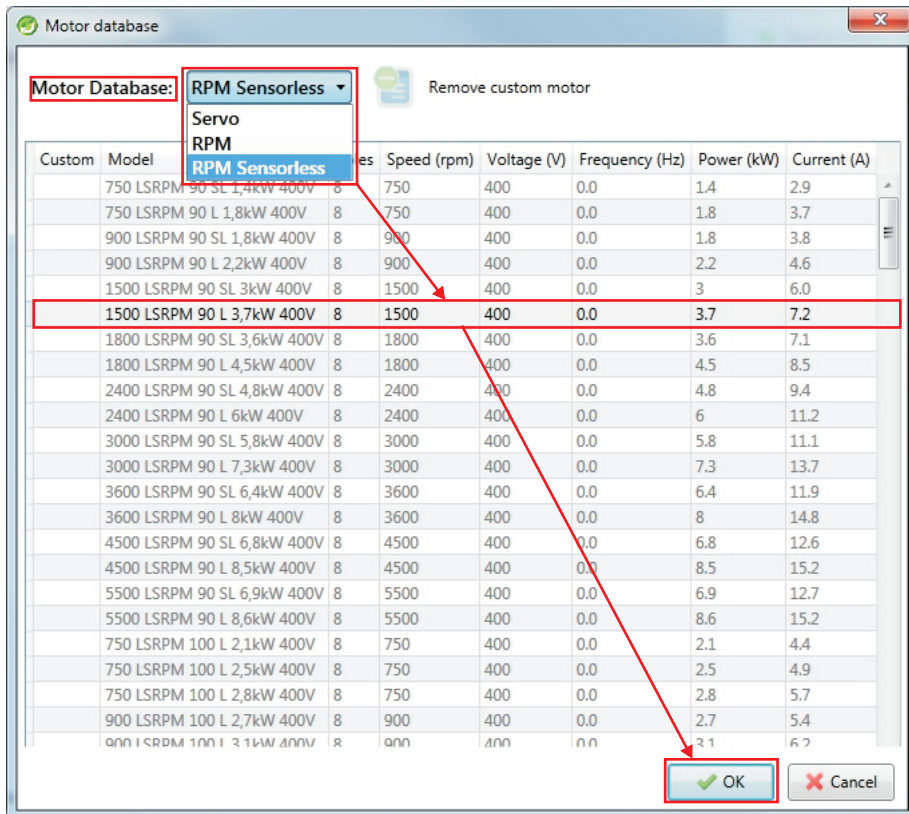 Motor database
Motor Database: RPM Sensorless Remove custom motor
Servo
RPM
RPM Sensorless
Custom Model es Speed (rpm) Voltage (V) Frequency (Hz) Power (kW) Current (A)
750 LSRPM 90 SL 1,4kW 400V 8 750 400 0.0 1.4 2.9
750 LSRPM 90 L 1,8kW 400V 8 750 400 0.0 1.8 3.7
900 LSRPM 90 SL 1,8kW 400V 8 900 400 0.0 1.8 3.8
900 LSRPM 90 L 2,2kW 400V 8 900 400 0.0 2.2 4.6
1500 LSRPM 90 SL 3kW 400V 8 1500 400 0.0 3 6.0
1500 LSRPM 90 L 3,7kW 400V 8 1500 400 0.0 3.7 7.2
1800 LSRPM 90 SL 3,6kW 400V 8 1800 400 0.0 3.6 7.1
1800 LSRPM 90 L 4,5kW 400V 8 1800 400 0.0 4.5 8.5
2400 LSRPM 90 SL 4,8kW 400V 8 2400 400 0.0 4.8 9.4
2400 LSRPM 90 L 6kW 400V 8 2400 400 0.0 6 11.2
3000 LSRPM 90 SL 5,8kW 400V 8 3000 400 0.0 5.8 11.1
3000 LSRPM 90 L 7,3kW 400V 8 3000 400 0.0 7.3 13.7
3600 LSRPM 90 SL 6,4kW 400V 8 3600 400 0.0 6.4 11.9
3600 LSRPM 90 L 8kW 400V 8 3600 400 0.0 8 14.8
4500 LSRPM 90 SL 6,8kW 400V 8 4500 400 0.0 6.8 12.6
4500 LSRPM 90 L 8,5kW 400V 8 4500 400 0.0 8.5 15.2
5500 LSRPM 90 SL 6,9kW 400V 8 5500 400 0.0 6.9 12.7
5500 LSRPM 90 L 8,6kW 400V 8 5500 400 0.0 8.6 15.2
750 LSRPM 100 L 2,1kW 400V 8 750 400 0.0 2.1 4.4
750 LSRPM 100 L 2,5kW 400V 8 750 400 0.0 2.5 4.9
750 LSRPM 100 L 2,8kW 400V 8 750 400 0.0 2.8 5.7
900 LSRPM 100 L 2,7kW 400V 8 900 400 0.0 2.7 5.4
900 LSRPM 100 L 3,1kW 400V 8 900 400 0.0 3.1 6.2
OK Cancel